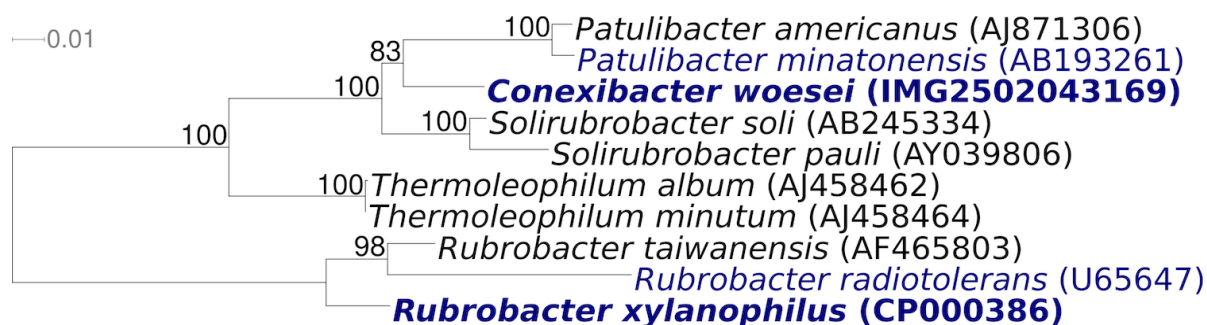 0.01
100
Patulibacter americanus (AJ871306)
83
Patulibacter minatonensis (AB193261)
100
Conexibacter woesei (IMG2502043169)
100
Solirubrobacter soli (AB245334)
100
Solirubrobacter pauli (AY039806)
100
Thermoleophilum album (AJ458462)
Thermoleophilum minutum (AJ458464)
98
Rubrobacter taiwanensis (AF465803)
Rubrobacter radiotolerans (U65647)
Rubrobacter xylanophilus (CP000386)